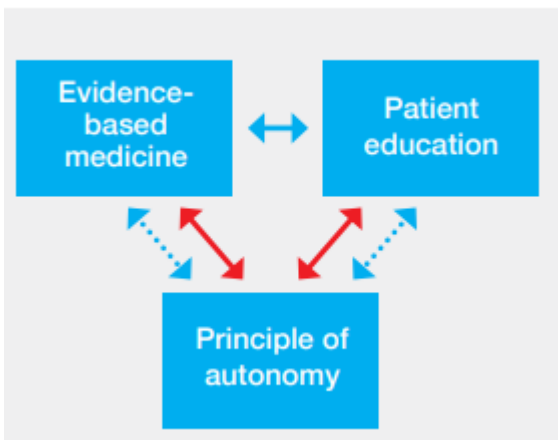 Evidence-
based
medicine
Patient
education
Principle of
autonomy